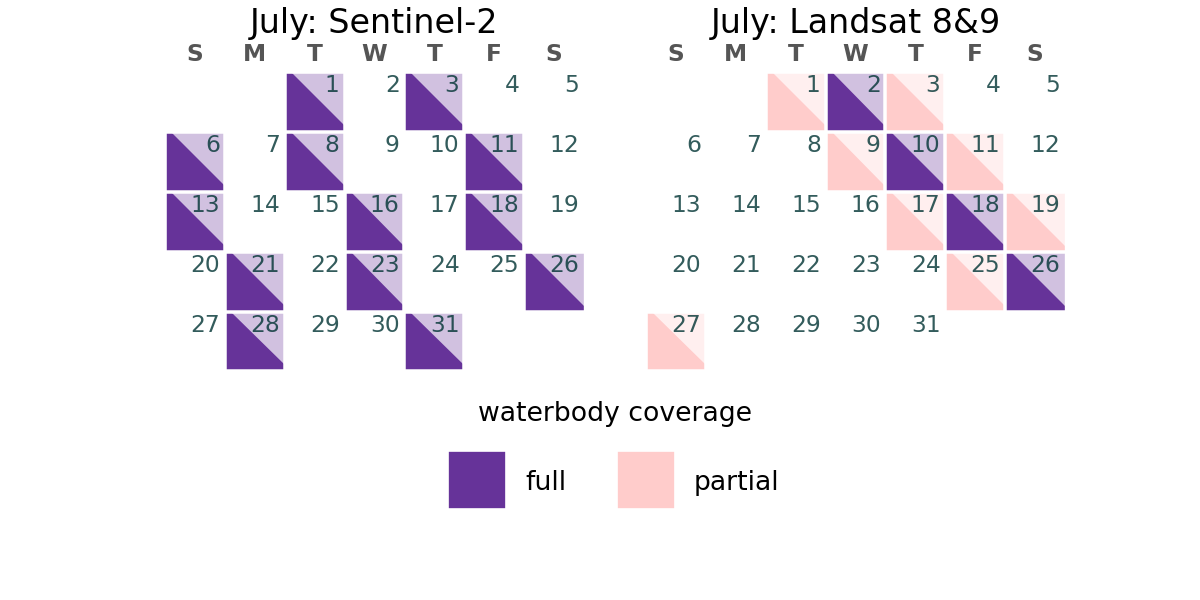 July: Sentinel-2
S M T W T F S
1 2 3 4 5
6 7 8 9 10 11 12
13 14 15 16 17 18 19
20 21 22 23 24 25 26
27 28 29 30 31
July: Landsat 8&9
S M T W T F S
1 2 3 4 5
6 7 8 9 10 11 12
13 14 15 16 17 18 19
20 21 22 23 24 25 26
27 28 29 30 31
waterbody coverage
full
partial